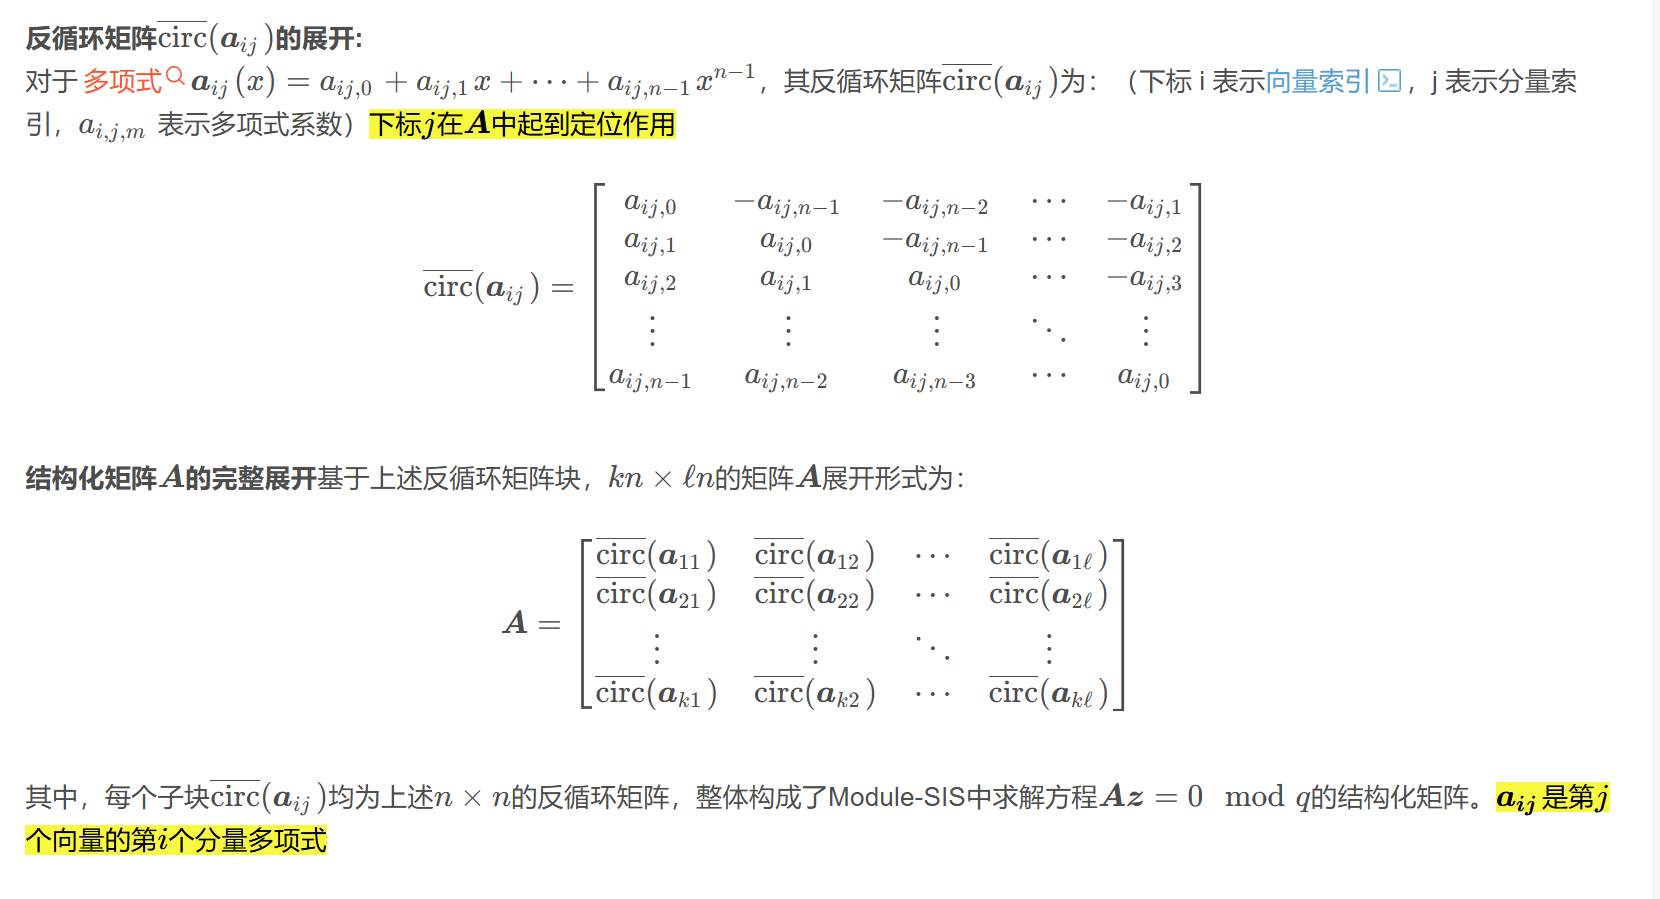 反循环矩阵$\overline{\text{circ}}(\boldsymbol{a}_{ij})$的展开:
对于 多项式 $\boldsymbol{a}_{ij}(x) = a_{ij,0} + a_{ij,1}x + \cdots + a_{ij,n-1}x^{n-1}$，其反循环矩阵$\overline{\text{circ}}(\boldsymbol{a}_{ij})$为：（下标 i 表示向量索引，j 表示分量索
引，$a_{i,j,m}$ 表示多项式系数）下标$j$在$\boldsymbol{A}$中起到定位作用
$$\overline{\text{circ}}(\boldsymbol{a}_{ij}) = \begin{bmatrix} a_{ij,0} & -a_{ij,n-1} & -a_{ij,n-2} & \cdots & -a_{ij,1} \\ a_{ij,1} & a_{ij,0} & -a_{ij,n-1} & \cdots & -a_{ij,2} \\ a_{ij,2} & a_{ij,1} & a_{ij,0} & \cdots & -a_{ij,3} \\ \vdots & \vdots & \vdots & \ddots & \vdots \\ a_{ij,n-1} & a_{ij,n-2} & a_{ij,n-3} & \cdots & a_{ij,0} \end{bmatrix}$$
结构化矩阵$\boldsymbol{A}$的完整展开基于上述反循环矩阵块，$kn \times \ell n$的矩阵$\boldsymbol{A}$展开形式为：
$$\boldsymbol{A} = \begin{bmatrix} \overline{\text{circ}}(\boldsymbol{a}_{11}) & \overline{\text{circ}}(\boldsymbol{a}_{12}) & \cdots & \overline{\text{circ}}(\boldsymbol{a}_{1\ell}) \\ \overline{\text{circ}}(\boldsymbol{a}_{21}) & \overline{\text{circ}}(\boldsymbol{a}_{22}) & \cdots & \overline{\text{circ}}(\boldsymbol{a}_{2\ell}) \\ \vdots & \vdots & \ddots & \vdots \\ \overline{\text{circ}}(\boldsymbol{a}_{k1}) & \overline{\text{circ}}(\boldsymbol{a}_{k2}) & \cdots & \overline{\text{circ}}(\boldsymbol{a}_{k\ell}) \end{bmatrix}$$
其中，每个子块$\overline{\text{circ}}(\boldsymbol{a}_{ij})$均为上述$n \times n$的反循环矩阵，整体构成了Module-SIS中求解方程$\boldsymbol{Az} = 0 \mod q$的结构化矩阵。$\boldsymbol{a}_{ij}$是第$j$
个向量的第$i$个分量多项式